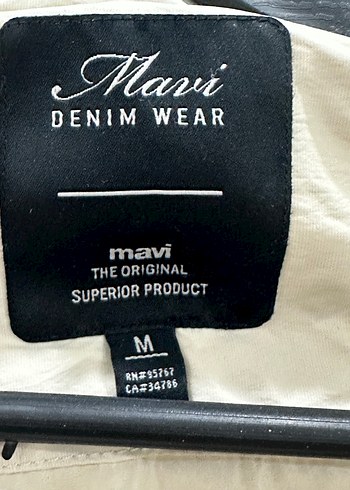 Mavi
DENIM WEAR
mavi
THE ORIGINAL
SUPERIOR PRODUCT
M
RN#95767
CA#34786